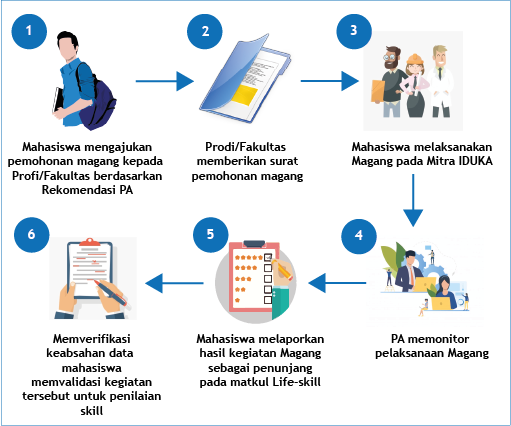 1
Mahasiswa mengajukan
pemohonan magang kepada
Profi/Fakultas berdasarkan
Rekomendasi PA
2
Prodi/Fakultas
memberikan surat
pemohonan magang
3
Mahasiswa melaksanakan
Magang pada Mitra IDUKA
4
PA memonitor
pelaksanaan Magang
5
Mahasiswa melaporkan
hasil kegiatan Magang
sebagai penunjang
pada matkul Life-skill
6
Memverifikasi
keabsahan data
mahasiswa
memvalidasi kegiatan
tersebut untuk penilaian
skill